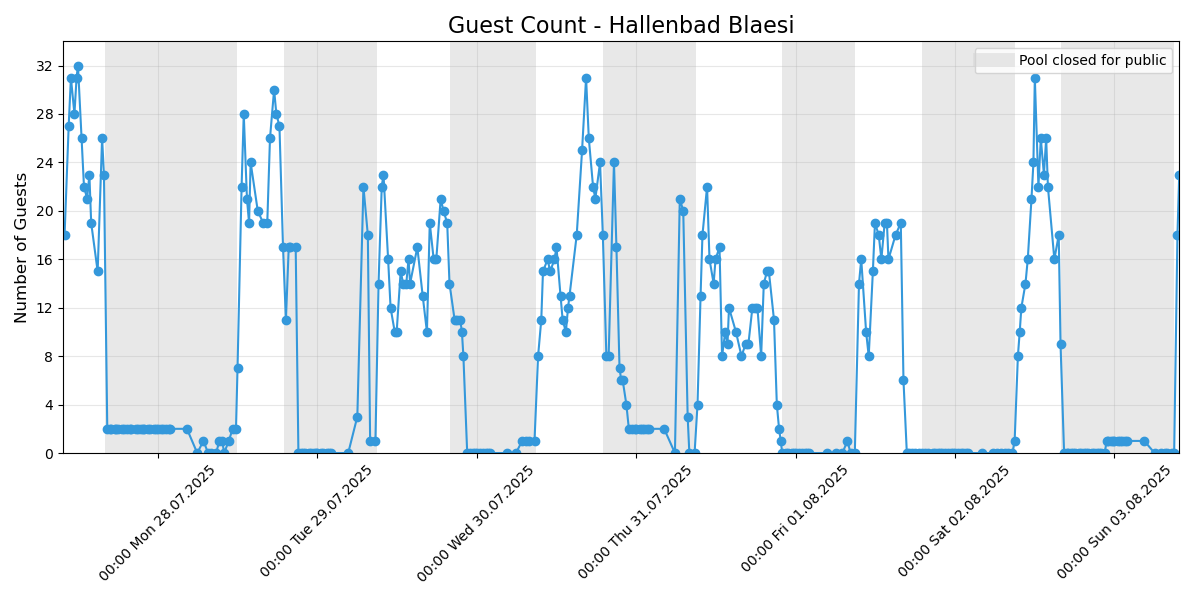 Guest Count - Hallenbad Blaesi
Pool closed for public
Number of Guests
32
28
24
20
16
12
8
4
0
00:00 Mon 28.07.2025
00:00 Tue 29.07.2025
00:00 Wed 30.07.2025
00:00 Thu 31.07.2025
00:00 Fri 01.08.2025
00:00 Sat 02.08.2025
00:00 Sun 03.08.2025